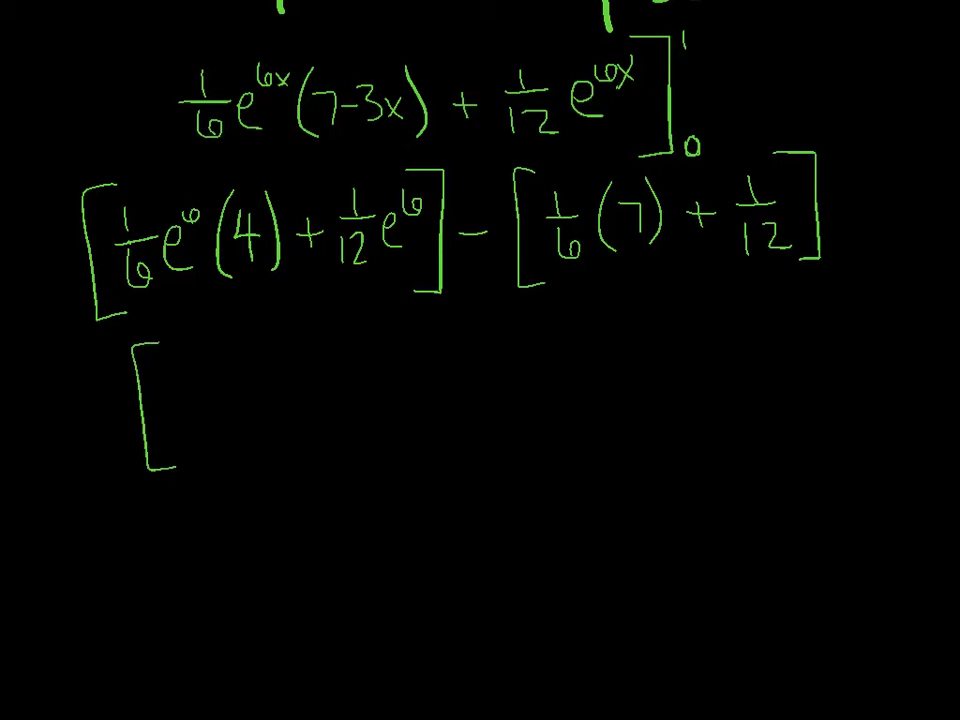 1/6 e^{6x} (7-3x) + 1/12 e^{6x} ]_0^1
[ 1/6 e^6 (4) + 1/12 e^6 ] - [ 1/6 (7) + 1/12 ]
[